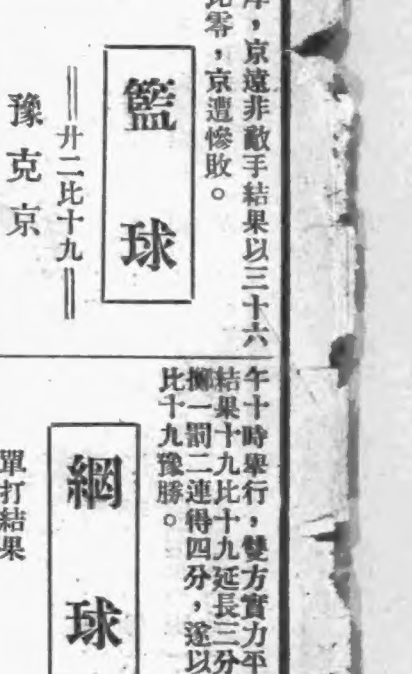 岸，京遠非敵手結果以三十六
比零，京遭慘敗。
籃球
廿二比十九
豫克京
午十時舉行，雙方實力平
結果十九比十九延長三分
擲一罰二連得四分，遂以
比十九豫勝。
網球
單打結果